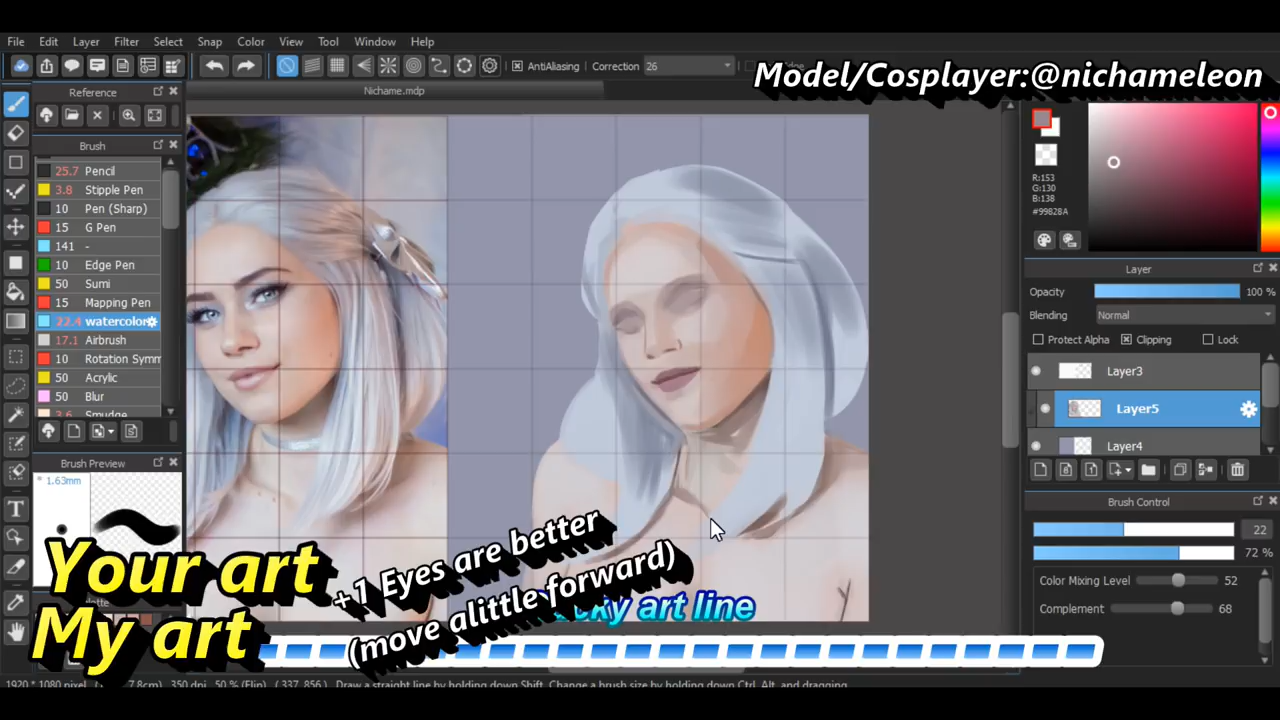 File Edit Layer Filter Select Snap Color View Tool Window Help
AntiAliasing Correction 26
Model/Cosplayer:@nichameleon
Reference
Nichame.mdp
Brush
25.7 Pencil
3.8 Stipple Pen
10 Pen (Sharp)
15 G Pen
141 -
10 Edge Pen
50 Sumi
15 Mapping Pen
22.4 watercolor
17.1 Airbrush
10 Rotation Symm
50 Acrylic
50 Blur
3.6 Smudge
Brush Preview
1.63mm
R:153
G:130
B:138
#99828A
Layer
Opacity 100 %
Blending Normal
Protect Alpha Clipping Lock
Layer3
Layer5
Layer4
Brush Control
22
72 %
Color Mixing Level 52
Complement 68
Your art
My art
+1 Eyes are better
(move alittle forward)
art line
1920 * 1080 pixel 7.8cm) 350 dpi 50 % (Flip) ( 337, 856 ) Draw a straight line by holding down Shift, Change a brush size by holding down Ctrl, Alt, and dragging